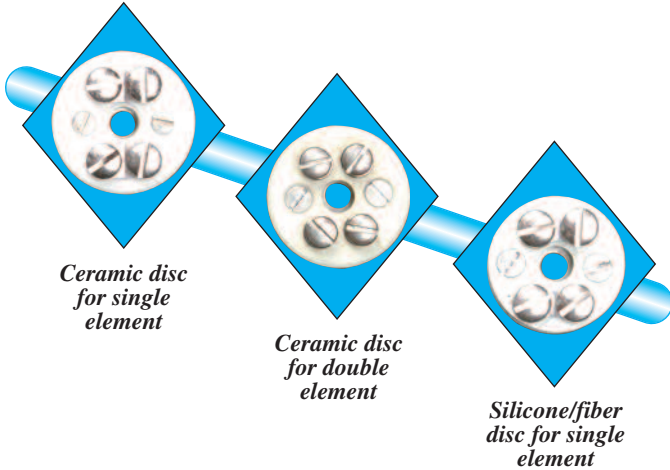 Ceramic disc
for single
element
Ceramic disc
for double
element
Silicone/fiber
disc for single
element